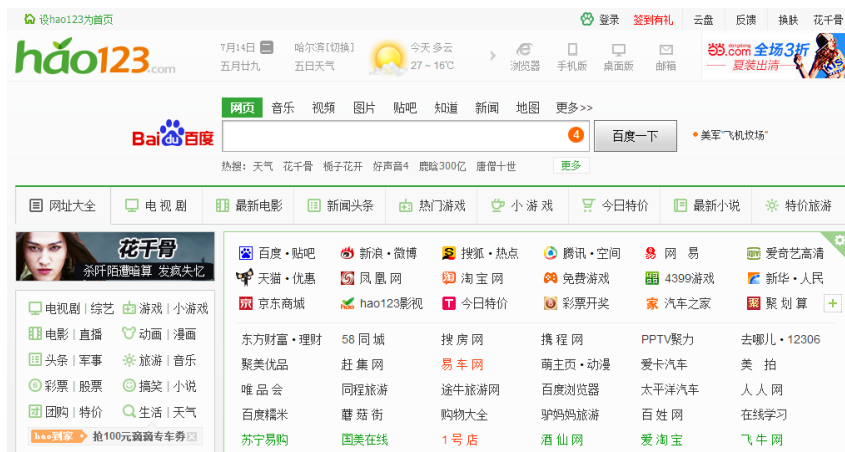 设hao123为首页 登录 签到有礼 云盘 反馈 换肤 花千骨
hao123.com 7月14日 二 哈尔滨[切换] 今天 多云 dangdang.com 全场3折
五月廿九 五日天气 27 ~ 16℃ 浏览器 手机版 桌面版 邮箱 夏装出清
网页 音乐 视频 图片 贴吧 知道 新闻 地图 更多>>
Bai du 百度 4 百度一下 美军"飞机坟场"
热搜: 天气 花千骨 栀子花开 好声音4 鹿晗300亿 唐僧十世 更多
网址大全 电视剧 最新电影 新闻头条 热门游戏 小游戏 今日特价 最新小说 特价旅游
花千骨
杀阡陌遭暗算 发疯失忆
电视剧 | 综艺 游戏 | 小游戏
电影 | 直播 动画 | 漫画
头条 | 军事 旅游 | 音乐
彩票 | 股票 搞笑 | 小说
团购 | 特价 生活 | 天气
hao到家 抢100元滴滴专车券
百度 • 贴吧 新浪 • 微博 搜狐 • 热点 腾讯 • 空间 网 易 爱奇艺高清
天猫 • 优惠 凤凰网 淘宝网 免费游戏 4399游戏 新华 • 人民
京东商城 hao123影视 今日特价 彩票开奖 汽车之家 聚划算
东方财富 • 理财 58同城 搜房网 携程网 PPTV聚力 去哪儿 • 12306
聚美优品 赶集网 易车网 萌主页 • 动漫 爱卡汽车 美 拍
唯品会 同程旅游 途牛旅游网 百度浏览器 太平洋汽车 人人网
百度糯米 蘑菇街 购物大全 驴妈妈旅游 百姓网 在线学习
苏宁易购 国美在线 1号店 酒仙网 爱淘宝 飞牛网